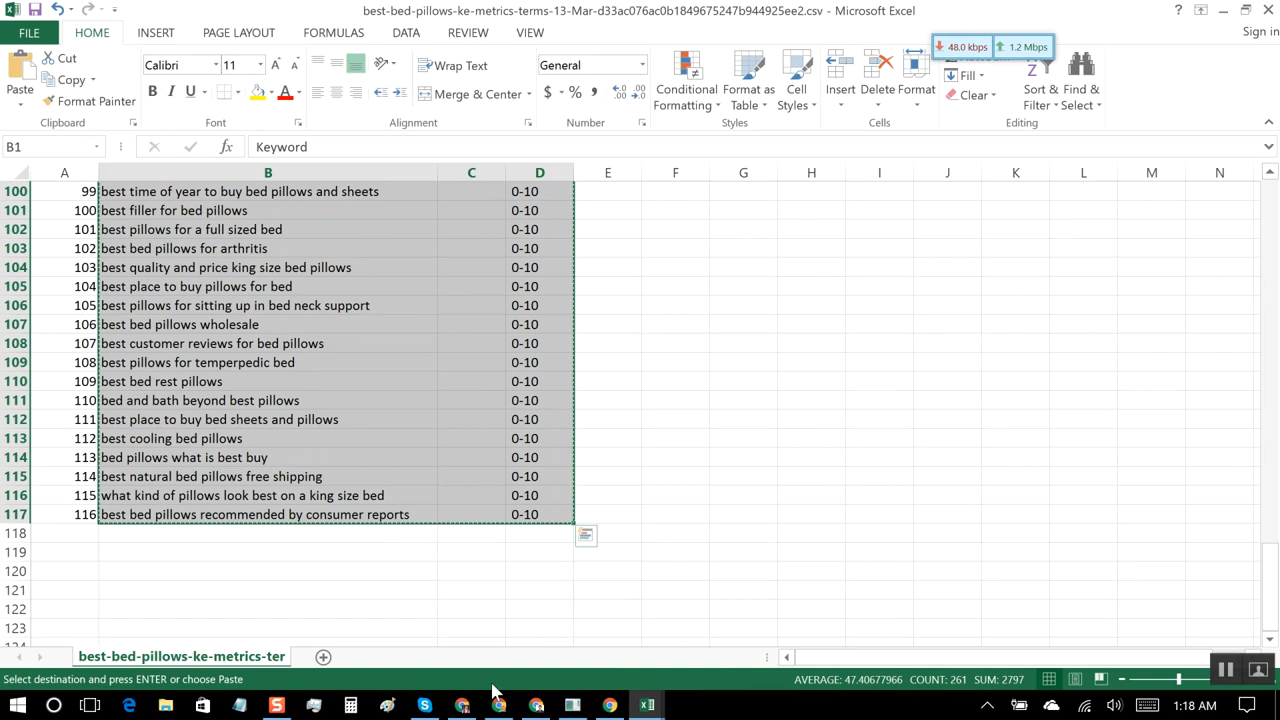 best-bed-pillows-ke-metrics-terms-13-Mar-d33ac076ac0b1849675247b944925ee2.csv - Microsoft Excel
FILE HOME INSERT PAGE LAYOUT FORMULAS DATA REVIEW VIEW Sign in
48.0 kbps 1.2 Mbps
Paste Cut Copy Format Painter
Calibri 11 B I U A
Wrap Text Merge & Center
General $ % ,
Conditional Formatting Format as Table Cell Styles
Insert Delete Format
Fill Clear Sort & Filter Find & Select
Clipboard Font Alignment Number Styles Cells Editing
B1 fx Keyword
A B C D E F G H I J K L M N
100 99 best time of year to buy bed pillows and sheets 0-10
101 100 best filler for bed pillows 0-10
102 101 best pillows for a full sized bed 0-10
103 102 best bed pillows for arthritis 0-10
104 103 best quality and price king size bed pillows 0-10
105 104 best place to buy pillows for bed 0-10
106 105 best pillows for sitting up in bed neck support 0-10
107 106 best bed pillows wholesale 0-10
108 107 best customer reviews for bed pillows 0-10
109 108 best pillows for temperpedic bed 0-10
110 109 best bed rest pillows 0-10
111 110 bed and bath beyond best pillows 0-10
112 111 best place to buy bed sheets and pillows 0-10
113 112 best cooling bed pillows 0-10
114 113 bed pillows what is best buy 0-10
115 114 best natural bed pillows free shipping 0-10
116 115 what kind of pillows look best on a king size bed 0-10
117 116 best bed pillows recommended by consumer reports 0-10
118
119
120
121
122
123
best-bed-pillows-ke-metrics-ter
Select destination and press ENTER or choose Paste AVERAGE: 47.40677966 COUNT: 261 SUM: 2797
1:18 AM